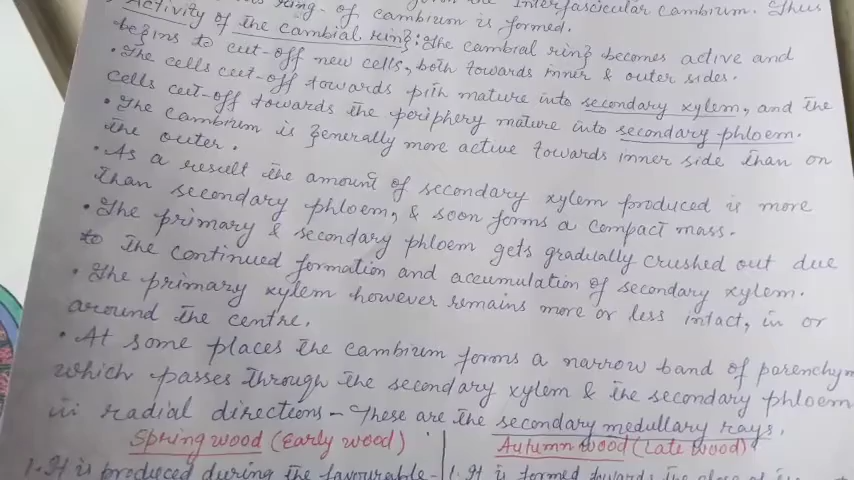 ring of cambium is formed. the Interfascicular cambium. Thus
Activity of the cambial ring: The cambial ring becomes active and
begins to cut-off new cells, both towards inner & outer sides.
• The cells cut-off towards pith mature into secondary xylem, and the
cells cut-off towards the periphery mature into secondary phloem.
• The cambium is generally more active towards inner side than on
the outer.
• As a result the amount of secondary xylem produced is more
than secondary phloem, & soon forms a compact mass.
• The primary & secondary phloem gets gradually crushed out due
to the continued formation and accumulation of secondary xylem.
• The primary xylem however remains more or less intact, in or
around the centre.
• At some places the cambium forms a narrow band of parenchym
which passes through the secondary xylem & the secondary phloem
in radial directions - These are the secondary medullary rays.
Spring wood (Early wood) | Autumn wood (Late wood)
1. It is produced during the favourable- | 1. It is formed towards the close of